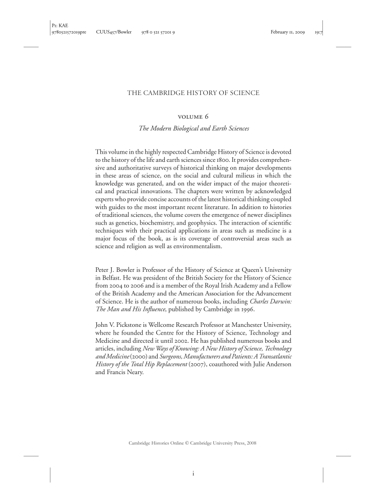 P1: KAE
9780521572019pre CUUS457/Bowler 978 0 521 57201 9 February 11, 2009 19:7
THE CAMBRIDGE HISTORY OF SCIENCE
VOLUME 6
The Modern Biological and Earth Sciences
This volume in the highly respected Cambridge History of Science is devoted
to the history of the life and earth sciences since 1800. It provides comprehen-
sive and authoritative surveys of historical thinking on major developments
in these areas of science, on the social and cultural milieus in which the
knowledge was generated, and on the wider impact of the major theoreti-
cal and practical innovations. The chapters were written by acknowledged
experts who provide concise accounts of the latest historical thinking coupled
with guides to the most important recent literature. In addition to histories
of traditional sciences, the volume covers the emergence of newer disciplines
such as genetics, biochemistry, and geophysics. The interaction of scientific
techniques with their practical applications in areas such as medicine is a
major focus of the book, as is its coverage of controversial areas such as
science and religion as well as environmentalism.
Peter J. Bowler is Professor of the History of Science at Queen's University
in Belfast. He was president of the British Society for the History of Science
from 2004 to 2006 and is a member of the Royal Irish Academy and a Fellow
of the British Academy and the American Association for the Advancement
of Science. He is the author of numerous books, including Charles Darwin:
The Man and His Influence, published by Cambridge in 1996.
John V. Pickstone is Wellcome Research Professor at Manchester University,
where he founded the Centre for the History of Science, Technology and
Medicine and directed it until 2002. He has published numerous books and
articles, including New Ways of Knowing: A New History of Science, Technology
and Medicine (2000) and Surgeons, Manufacturers and Patients: A Transatlantic
History of the Total Hip Replacement (2007), coauthored with Julie Anderson
and Francis Neary.
Cambridge Histories Online © Cambridge University Press, 2008
i